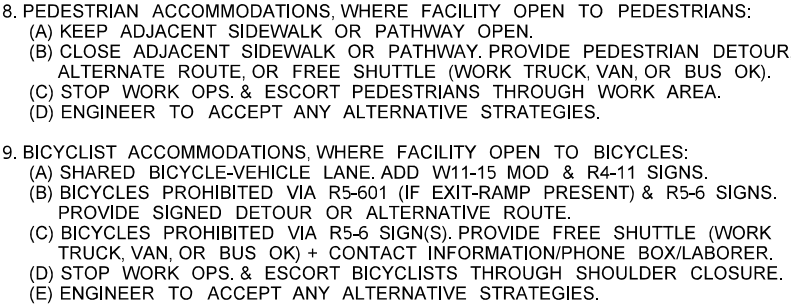 8. PEDESTRIAN ACCOMMODATIONS, WHERE FACILITY OPEN TO PEDESTRIANS:
(A) KEEP ADJACENT SIDEWALK OR PATHWAY OPEN.
(B) CLOSE ADJACENT SIDEWALK OR PATHWAY. PROVIDE PEDESTRIAN DETOUR
ALTERNATE ROUTE, OR FREE SHUTTLE (WORK TRUCK, VAN, OR BUS OK).
(C) STOP WORK OPS. & ESCORT PEDESTRIANS THROUGH WORK AREA.
(D) ENGINEER TO ACCEPT ANY ALTERNATIVE STRATEGIES.
9. BICYCLIST ACCOMMODATIONS, WHERE FACILITY OPEN TO BICYCLES:
(A) SHARED BICYCLE-VEHICLE LANE. ADD W11-15 MOD & R4-11 SIGNS.
(B) BICYCLES PROHIBITED VIA R5-601 (IF EXIT-RAMP PRESENT) & R5-6 SIGNS.
PROVIDE SIGNED DETOUR OR ALTERNATIVE ROUTE.
(C) BICYCLES PROHIBITED VIA R5-6 SIGN(S). PROVIDE FREE SHUTTLE (WORK
TRUCK, VAN, OR BUS OK) + CONTACT INFORMATION/PHONE BOX/LABORER.
(D) STOP WORK OPS. & ESCORT BICYCLISTS THROUGH SHOULDER CLOSURE.
(E) ENGINEER TO ACCEPT ANY ALTERNATIVE STRATEGIES.